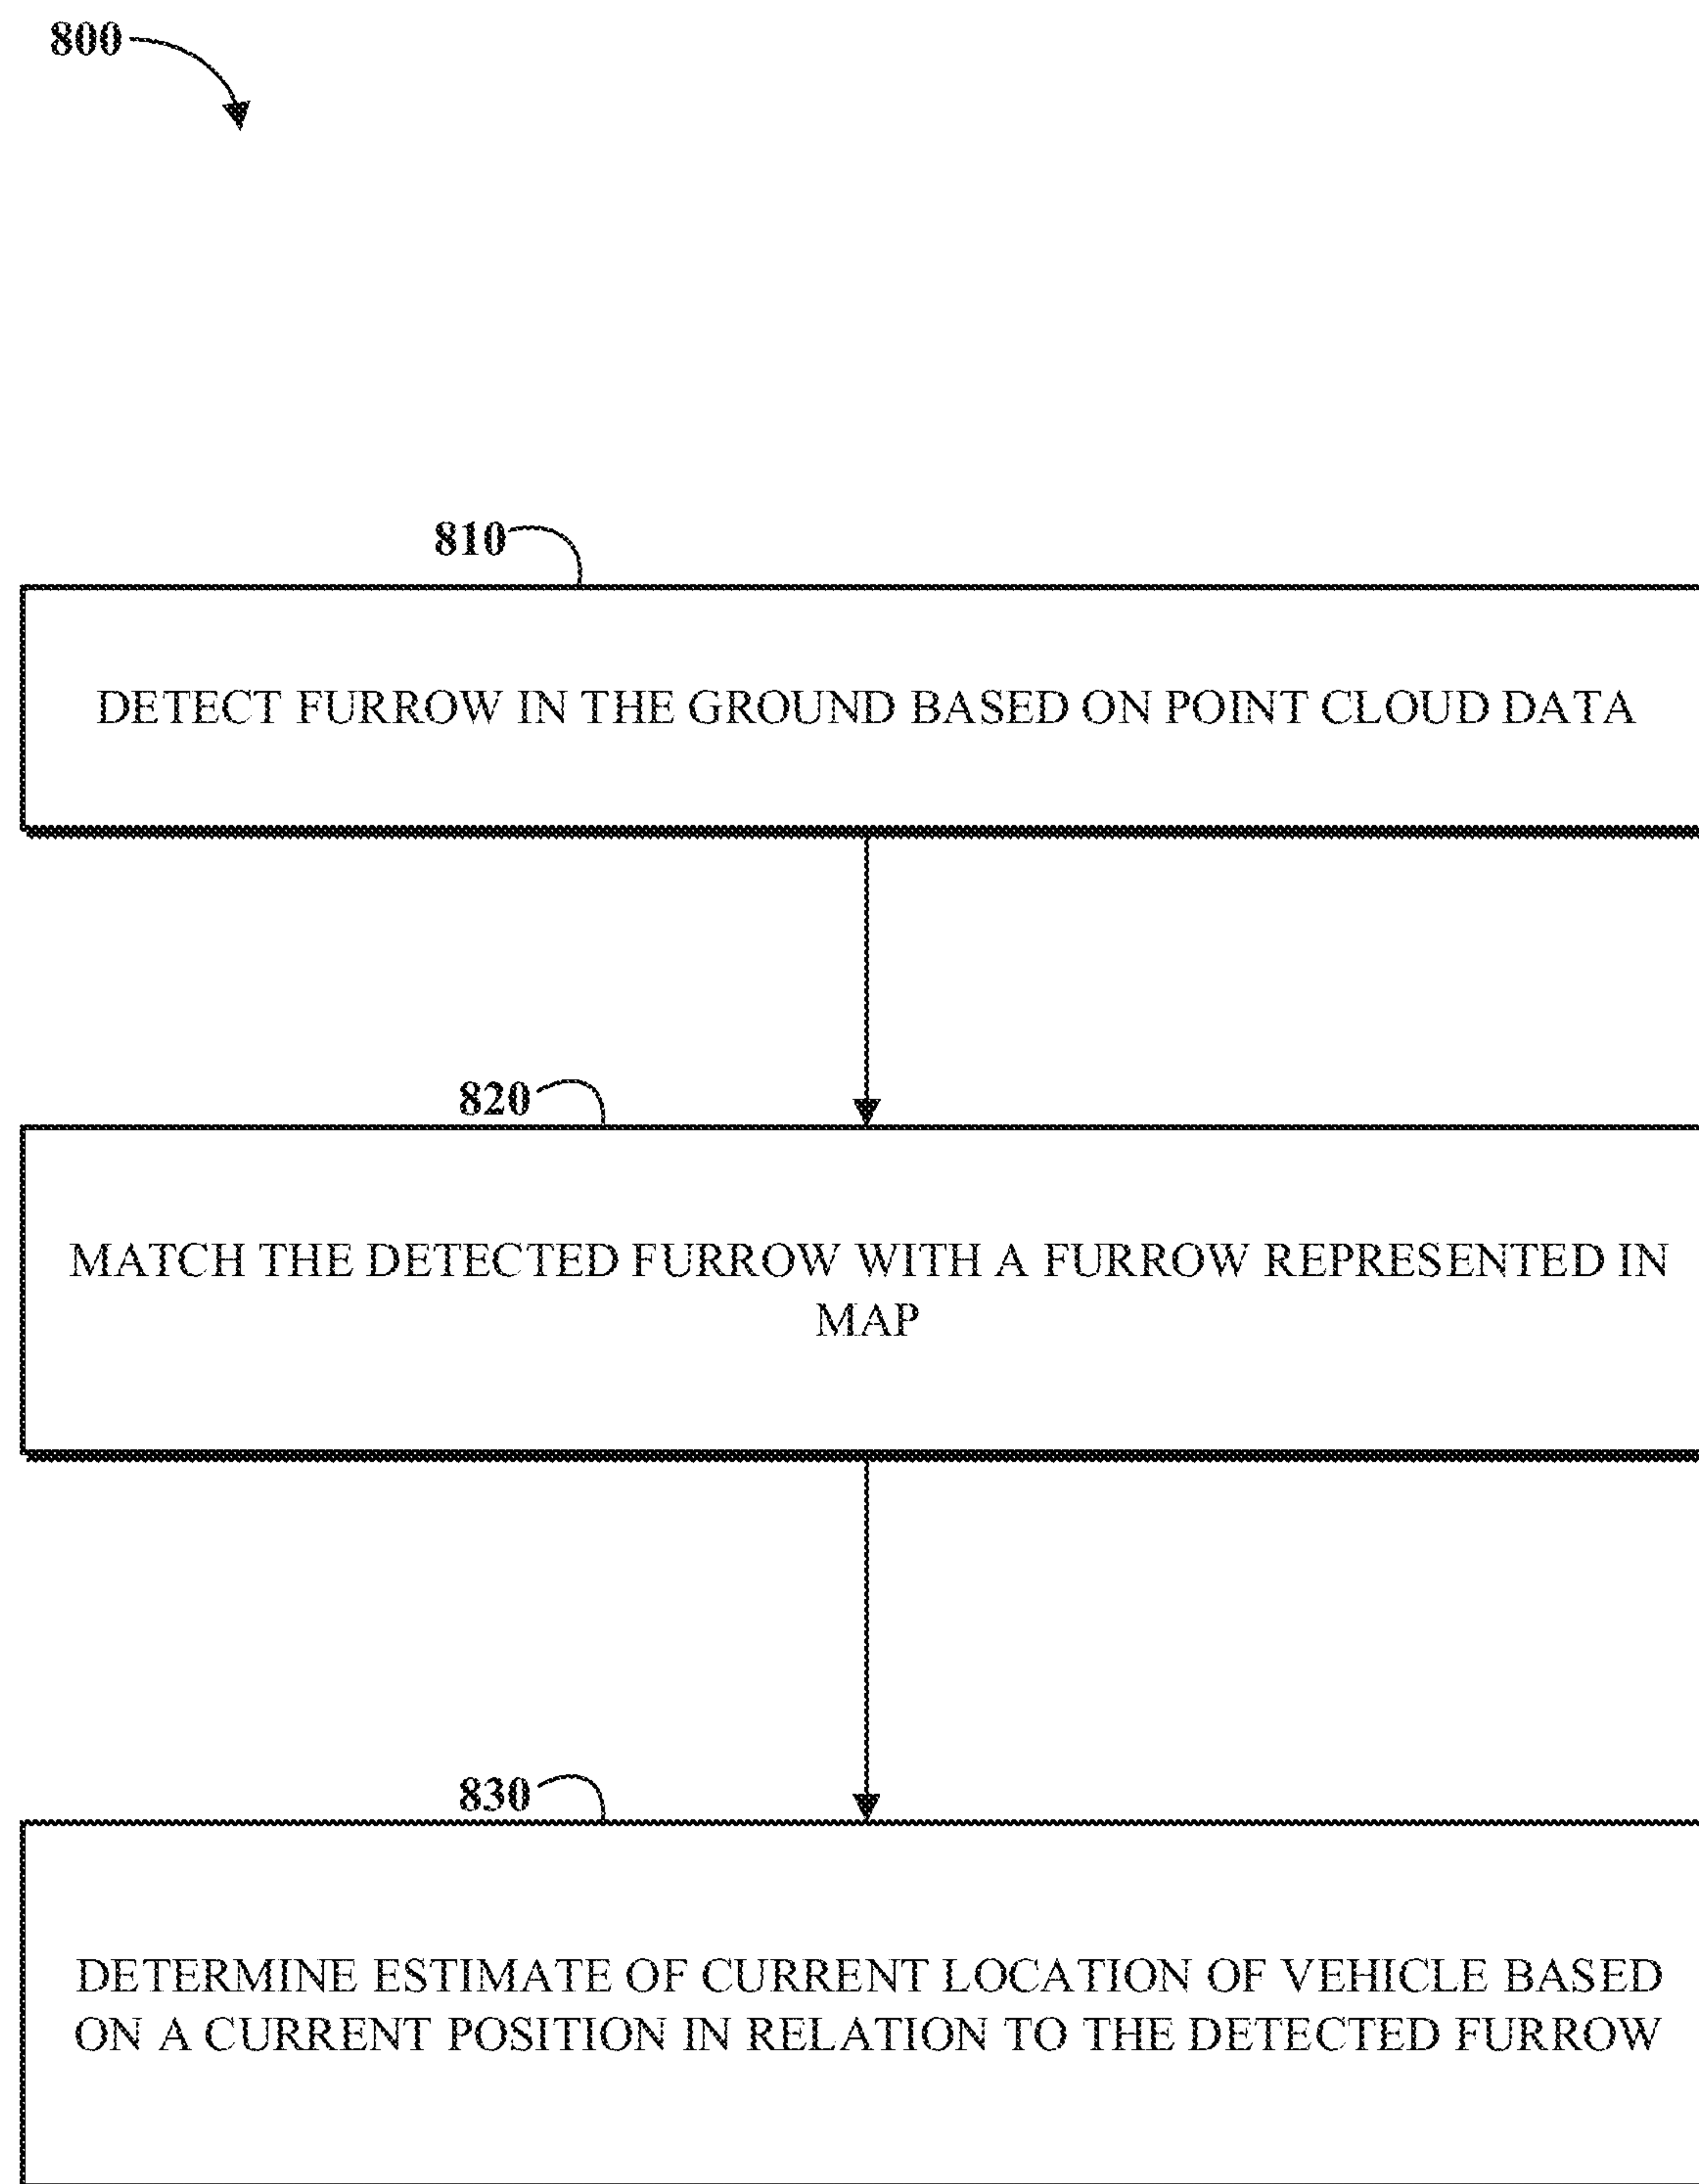 800
810
DETECT FURROW IN THE GROUND BASED ON POINT CLOUD DATA
820
MATCH THE DETECTED FURROW WITH A FURROW REPRESENTED IN
MAP
830
DETERMINE ESTIMATE OF CURRENT LOCATION OF VEHICLE BASED
ON A CURRENT POSITION IN RELATION TO THE DETECTED FURROW